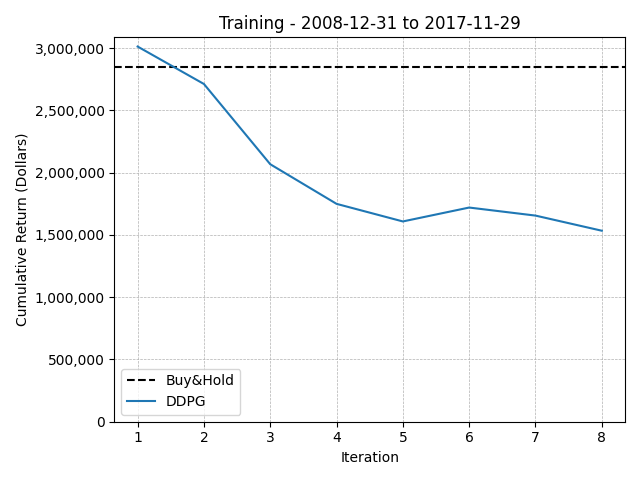 Training - 2008-12-31 to 2017-11-29
3,000,000
2,500,000
2,000,000
1,500,000
1,000,000
500,000
0
Cumulative Return (Dollars)
Buy&Hold
DDPG
1 2 3 4 5 6 7 8
Iteration